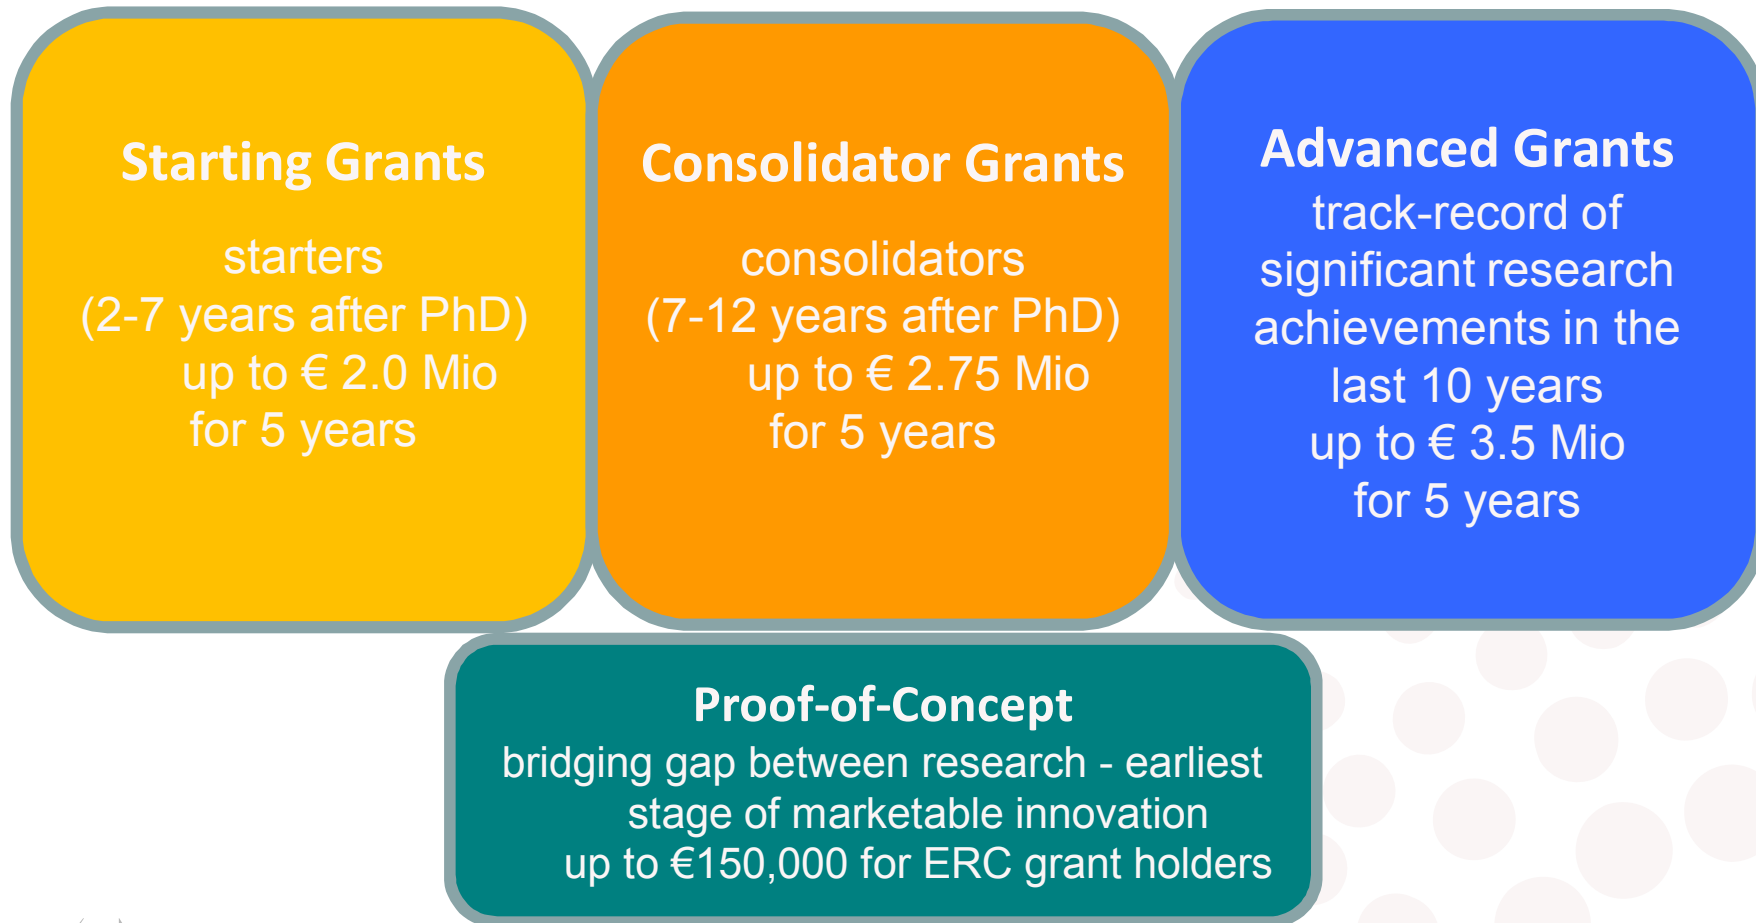 Starting Grants
starters
(2-7 years after PhD)
up to € 2.0 Mio
for 5 years
Consolidator Grants
consolidators
(7-12 years after PhD)
up to € 2.75 Mio
for 5 years
Advanced Grants
track-record of
significant research
achievements in the
last 10 years
up to € 3.5 Mio
for 5 years
Proof-of-Concept
bridging gap between research - earliest
stage of marketable innovation
up to €150,000 for ERC grant holders